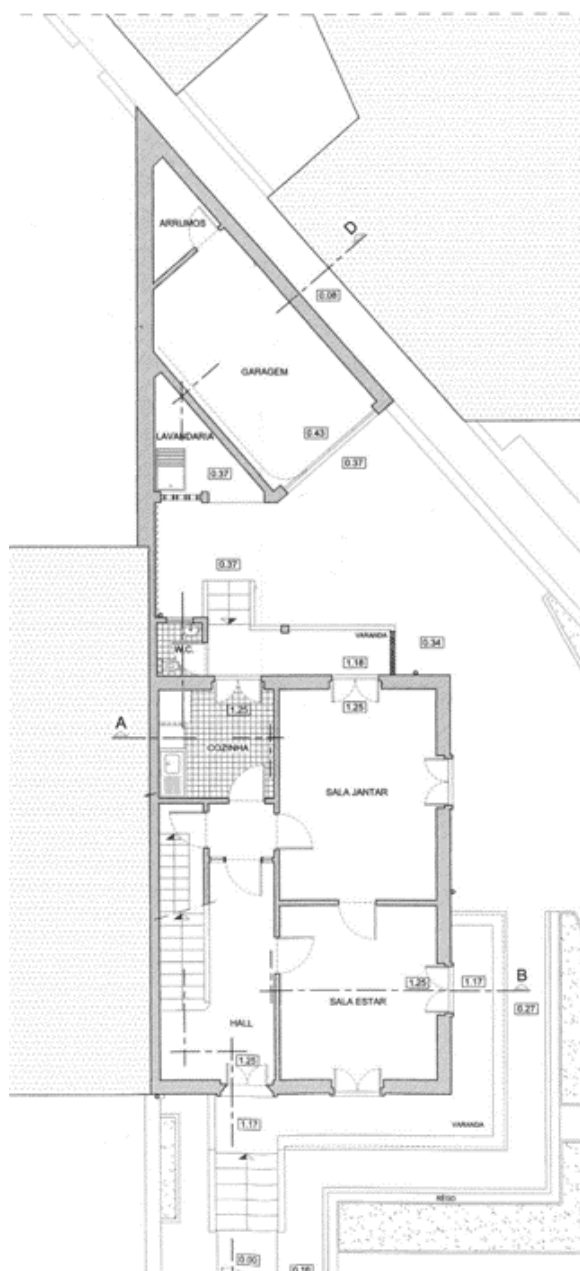 ARRUMOS
D
0.08
GARAGEM
LAVANDARIA
0.43
0.37
0.37
0.37
VARANDA
0.34
W.C.
1.18
1.25
1.25
A
COZINHA
SALA JANTAR
1.25
1.17
B
0.27
SALA ESTAR
HALL
1.25
1.17
VARANDA
RÉGO
0.00
0.16